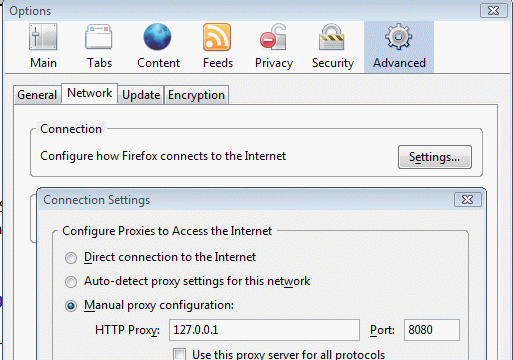 Options
Main Tabs Content Feeds Privacy Security Advanced
General Network Update Encryption
Connection
Configure how Firefox connects to the Internet Settings...
Connection Settings
Configure Proxies to Access the Internet
Direct connection to the Internet
Auto-detect proxy settings for this network
Manual proxy configuration:
HTTP Proxy: 127.0.0.1 Port: 8080
Use this proxy server for all protocols